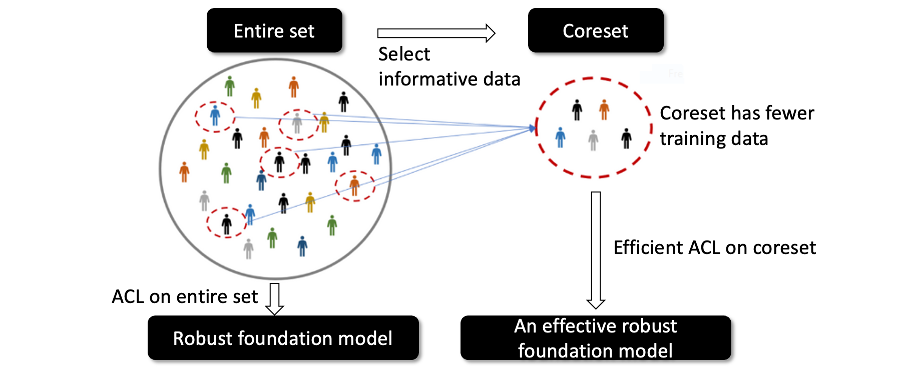 Entire set
Coreset
Select
informative data
Coreset has fewer
training data
Efficient ACL on coreset
ACL on entire set
Robust foundation model
An effective robust
foundation model